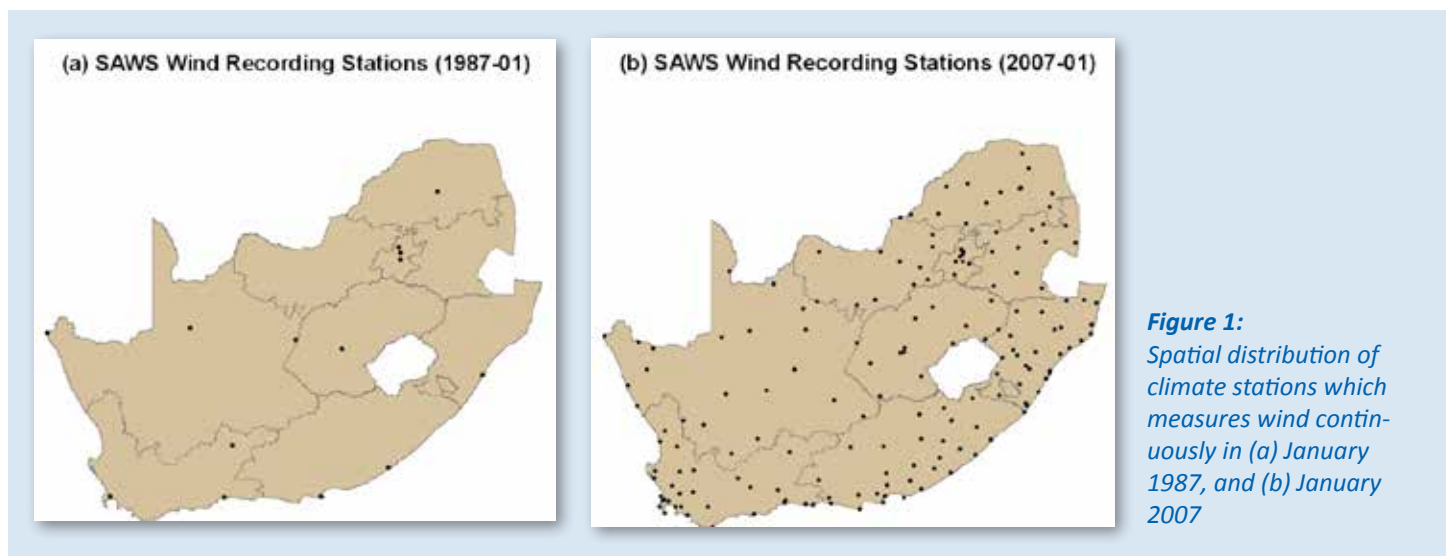 (a) SAWS Wind Recording Stations (1987-01)
(b) SAWS Wind Recording Stations (2007-01)
Figure 1:
Spatial distribution of
climate stations which
measures wind contin-
uously in (a) January
1987, and (b) January
2007